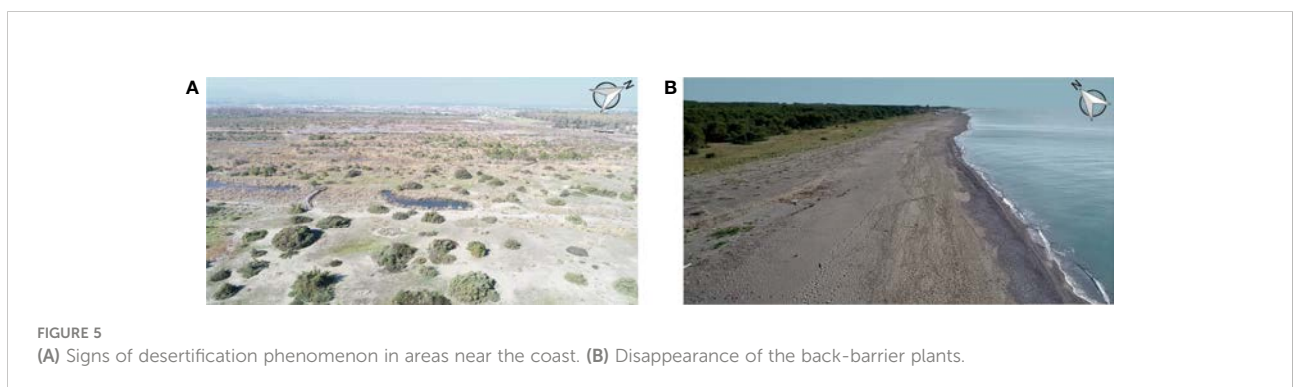 A
N
B
N
FIGURE 5
(A) Signs of desertification phenomenon in areas near the coast. (B) Disappearance of the back-barrier plants.